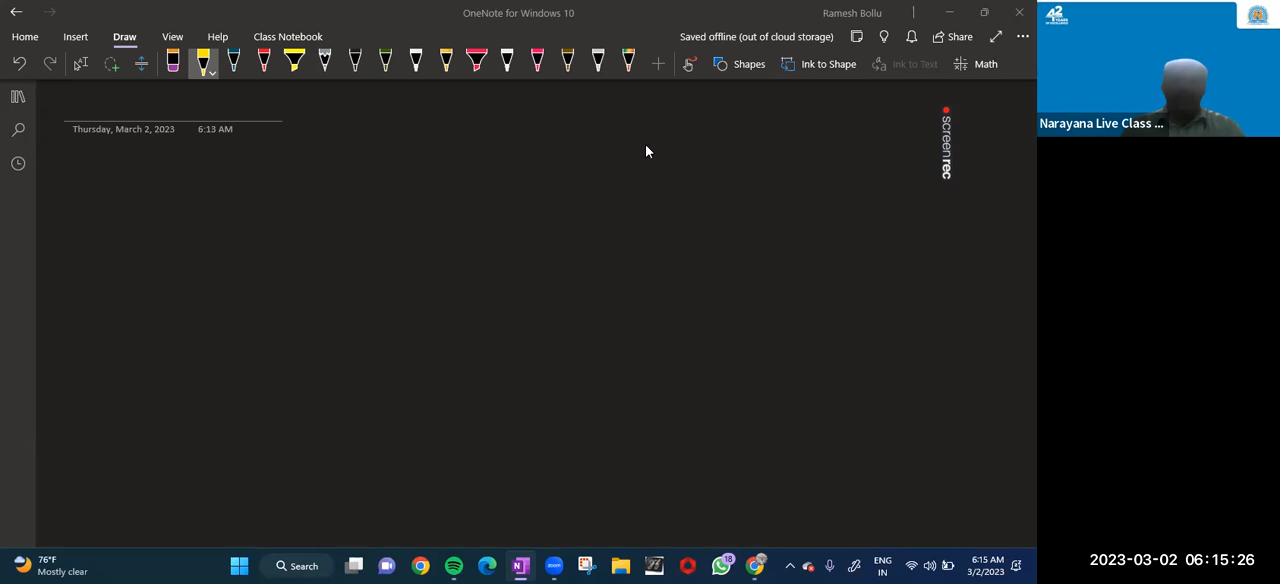 OneNote for Windows 10
Ramesh Bollu
42 YEARS
Home Insert Draw View Help Class Notebook
Saved offline (out of cloud storage) Share
Shapes Ink to Shape Ink to Text Math
Thursday, March 2, 2023 6:13 AM
screenrec
Narayana Live Class ...
76°F
Mostly clear
Search
18
ENG
IN
6:15 AM
3/2/2023
2023-03-02 06:15:26